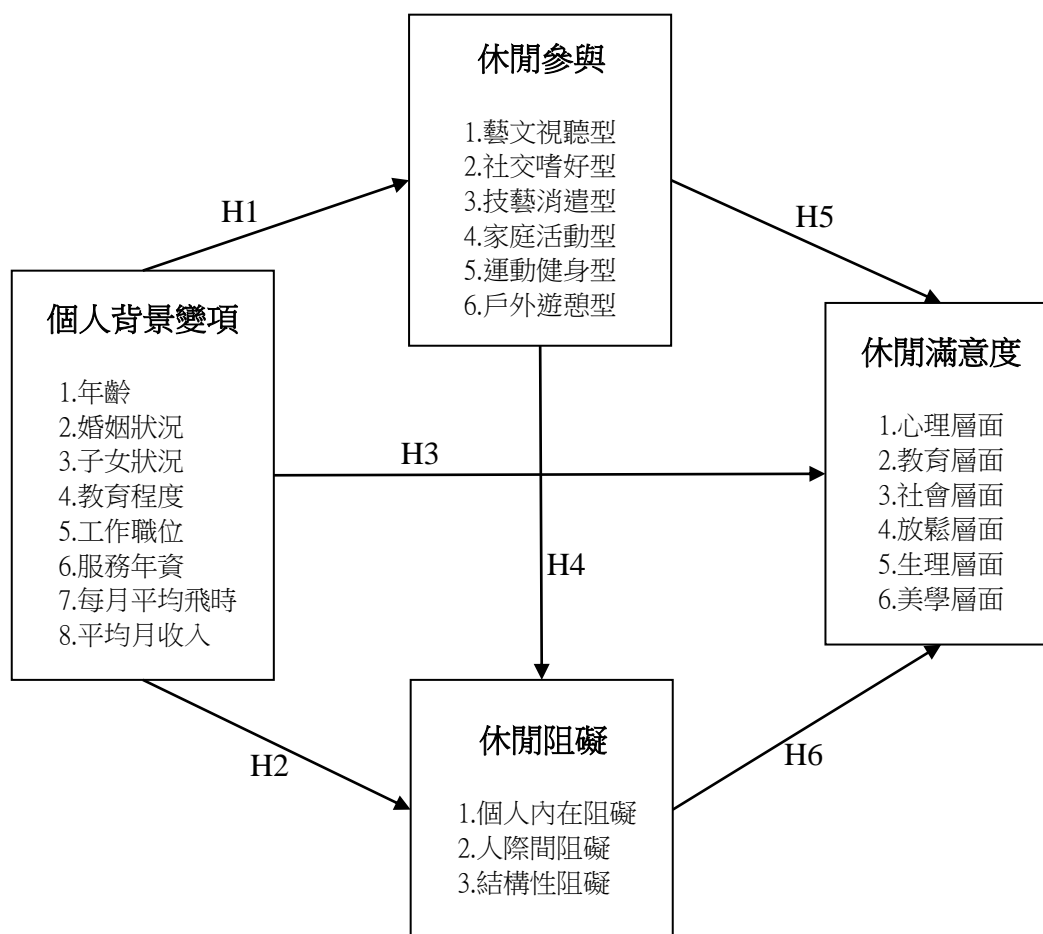 休閒參與
1.藝文視聽型
2.社交嗜好型
3.技藝消遣型
4.家庭活動型
5.運動健身型
6.戶外遊憩型
H1
H5
個人背景變項
1.年齡
2.婚姻狀況
3.子女狀況
4.教育程度
5.工作職位
6.服務年資
7.每月平均飛時
8.平均月收入
休閒滿意度
1.心理層面
2.教育層面
3.社會層面
4.放鬆層面
5.生理層面
6.美學層面
H3
H4
H2
H6
休閒阻礙
1.個人內在阻礙
2.人際間阻礙
3.結構性阻礙